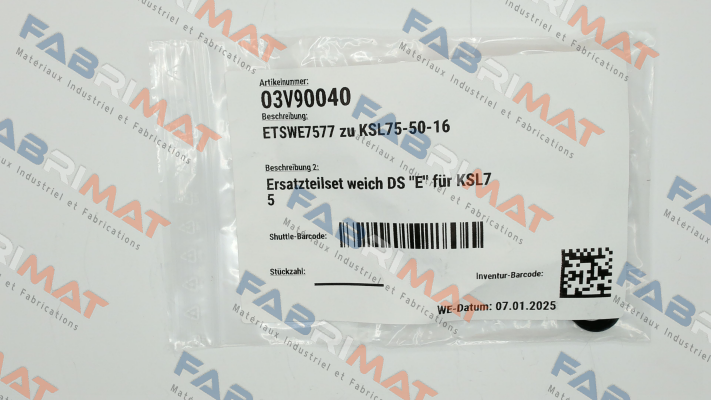 Artikelnummer:
03V90040
Beschreibung:
ETSWE7577 zu KSL75-50-16
Beschreibung 2:
Ersatzteilset weich DS "E" für KSL7
5
Shuttle-Barcode:
Stückzahl:
Inventur-Barcode:
WE-Datum: 07.01.2025
FABRIMAT
Matériaux Industriel et Fabrications